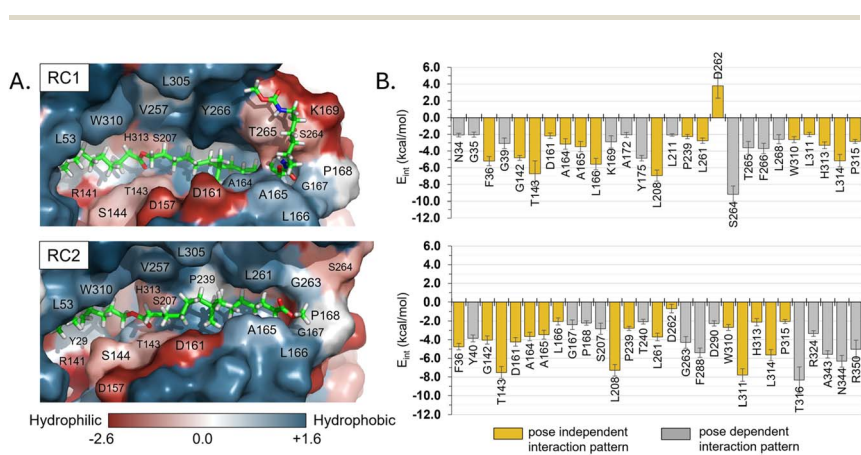 A.
RC1
L305
V257
Y266
K169
W310
T265
S264
L53
H313 S207
P168
A164
G167
R141
T143
D161
A165
S144
D157
L166
RC2
L305
V257
L261
S264
P239
G263
W310
H313
S207
L53
P168
Y29
T143
D161
A165
G167
R141
S144
L166
D157
Hydrophilic
Hydrophobic
-2.6
0.0
+1.6
B.
Eint (kcal/mol)
6.0
4.0
2.0
0.0
-2.0
-4.0
-6.0
-8.0
-10.0
-12.0
N34 G35 F36 G39 G142 T143 D161 A164 A165 L166 K169 A172 Y175 L208 L211 P239 L261 D262 S264 T265 F266 L268 W310 L311 H313 L314 P315
Eint (kcal/mol)
6.0
4.0
2.0
0.0
-2.0
-4.0
-6.0
-8.0
-10.0
-12.0
F36 Y40 G142 T143 D161 A164 A165 L166 G167 P168 S207 L208 P239 T240 L261 D262 G263 F288 D290 W310 L311 H313 L314 P315 T316 R324 A343 N344 R350
pose independent
interaction pattern
pose dependent
interaction pattern